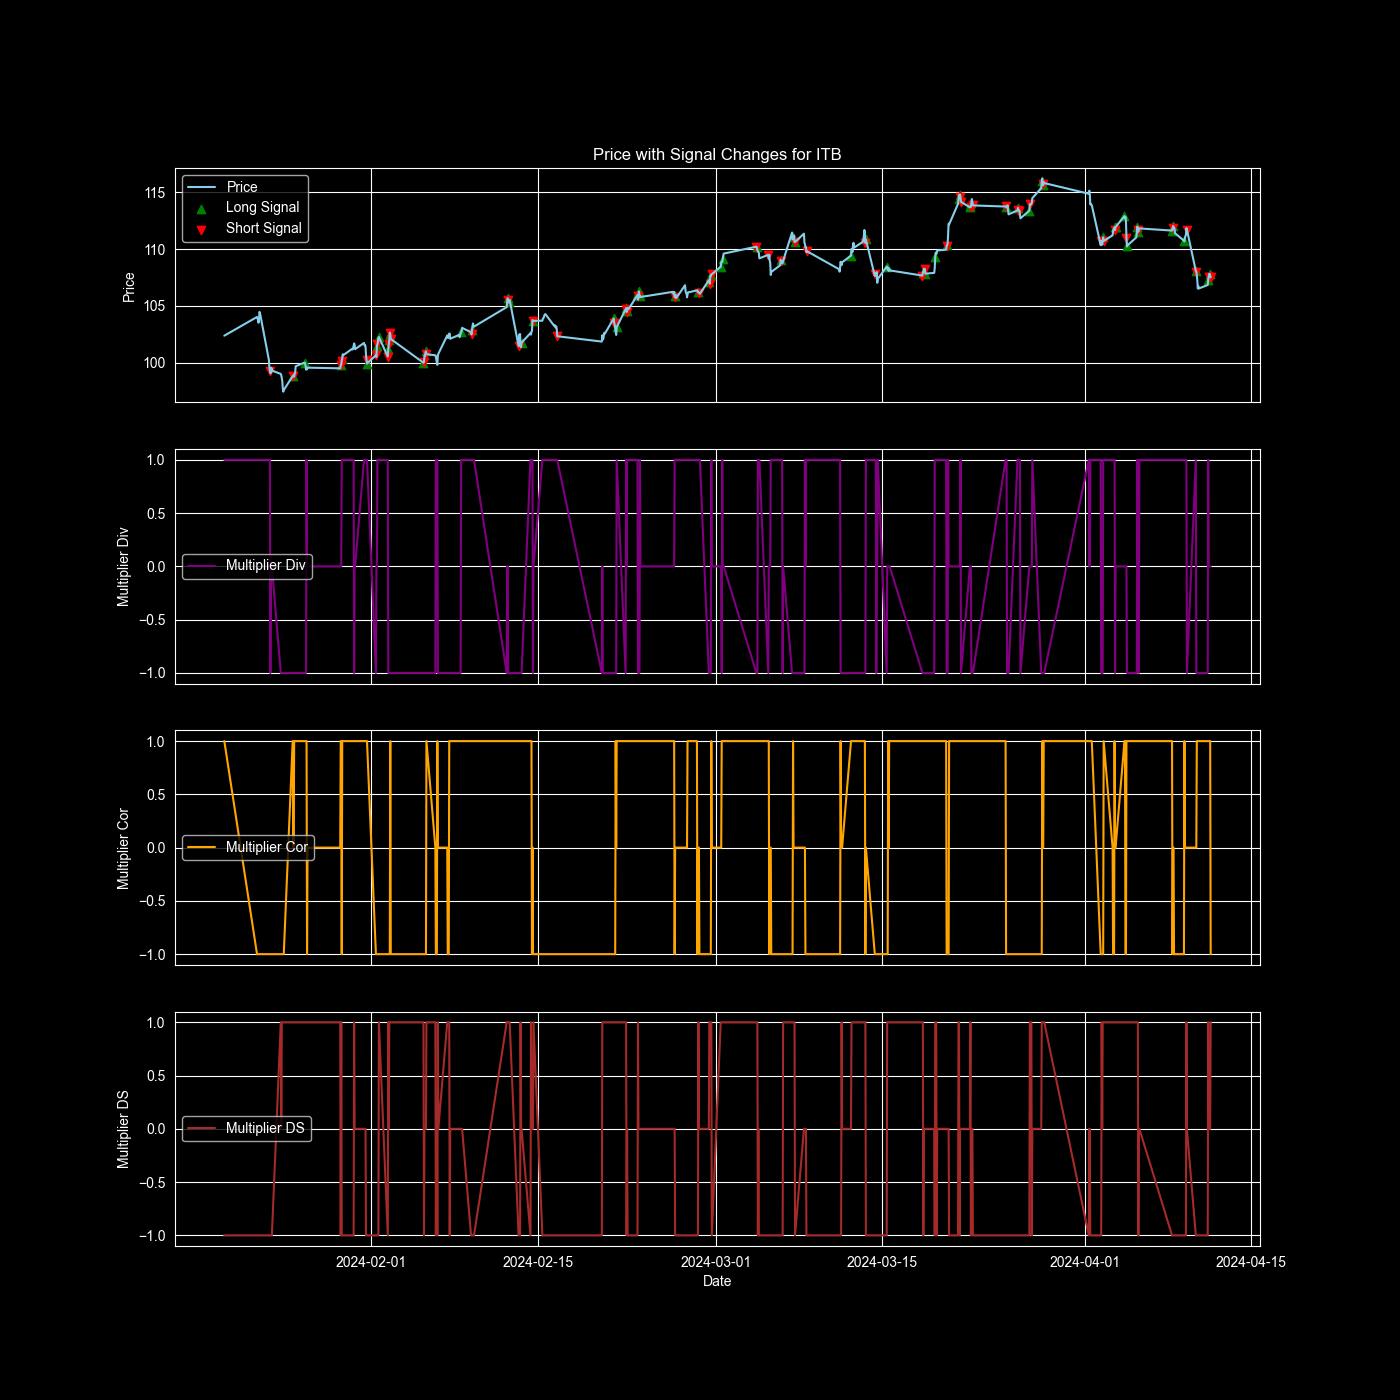 Price with Signal Changes for ITB
Price
Long Signal
Short Signal
115
110
105
100
Price
1.0
0.5
0.0
−0.5
−1.0
Multiplier Div
Multiplier Div
1.0
0.5
0.0
−0.5
−1.0
Multiplier Cor
Multiplier Cor
1.0
0.5
0.0
−0.5
−1.0
Multiplier DS
Multiplier DS
2024-02-01 2024-02-15 2024-03-01 2024-03-15 2024-04-01 2024-04-15
Date